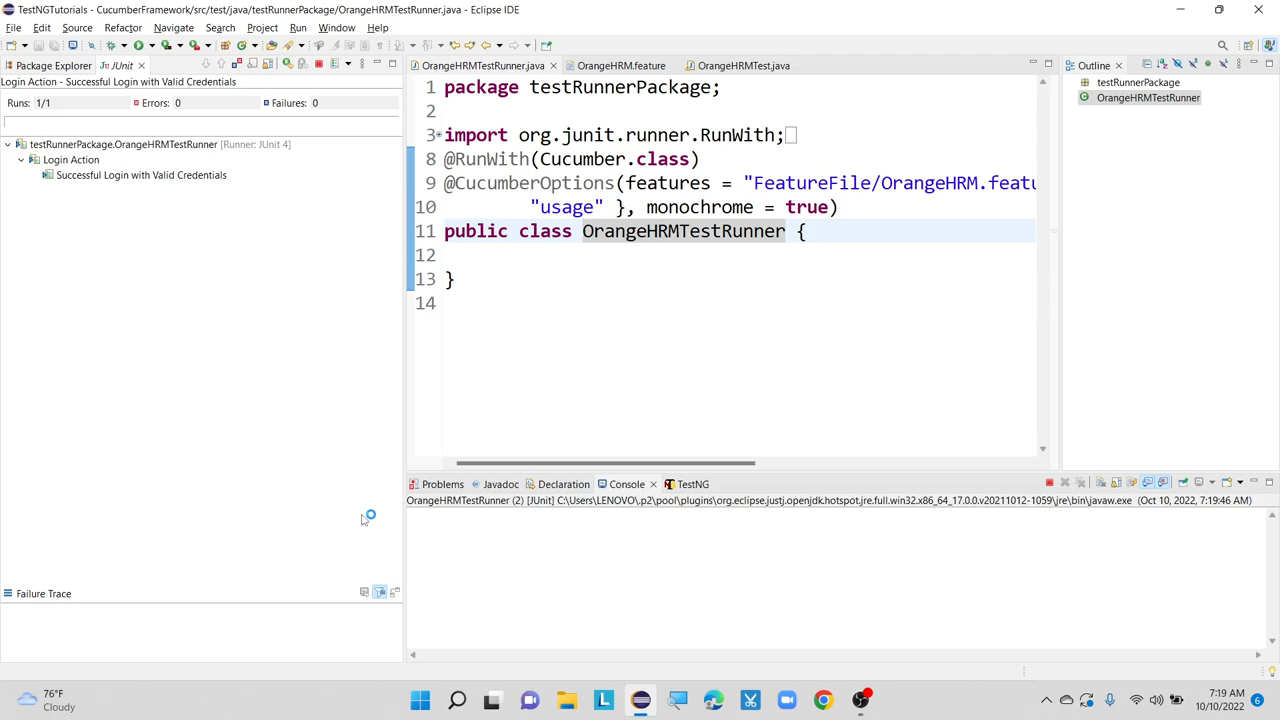 TestNGTutorials - CucumberFramework/src/test/java/testRunnerPackage/OrangeHRMTestRunner.java - Eclipse IDE
File Edit Source Refactor Navigate Search Project Run Window Help
Package Explorer JUnit
Login Action - Successful Login with Valid Credentials
Runs: 1/1 Errors: 0 Failures: 0
testRunnerPackage.OrangeHRMTestRunner [Runner: JUnit 4]
Login Action
Successful Login with Valid Credentials
Failure Trace
OrangeHRMTestRunner.java OrangeHRM.feature OrangeHRMTest.java
1 package testRunnerPackage;
2
3 import org.junit.runner.RunWith;
8 @RunWith(Cucumber.class)
9 @CucumberOptions(features = "FeatureFile/OrangeHRM.featu
10 "usage" }, monochrome = true)
11 public class OrangeHRMTestRunner {
12
13 }
14
Outline
testRunnerPackage
OrangeHRMTestRunner
Problems Javadoc Declaration Console TestNG
OrangeHRMTestRunner (2) [JUnit] C:\Users\LENOVO\.p2\pool\plugins\org.eclipse.justj.openjdk.hotspot.jre.full.win32.x86_64_17.0.0.v20211012-1059\jre\bin\javaw.exe (Oct 10, 2022, 7:19:46 AM)
76°F
Cloudy
7:19 AM
10/10/2022
6